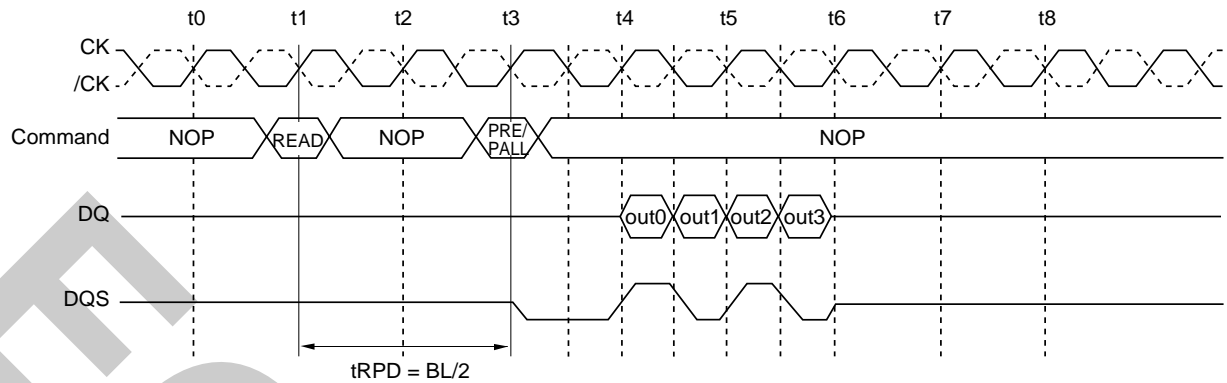 t0 t1 t2 t3 t4 t5 t6 t7 t8
CK
/CK
Command NOP READ NOP PRE/ PALL NOP
DQ out0 out1 out2 out3
DQS
tRPD = BL/2